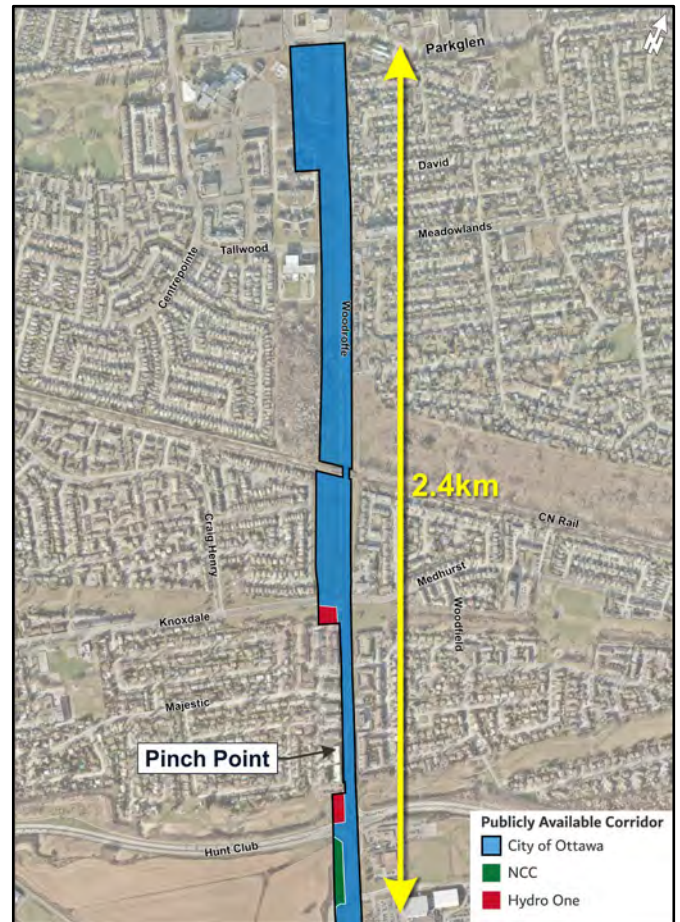 N
Parkglen
David
Meadowlands
Tallwood
Centrepointe
Woodroffe
2.4km
CN Rail
Craig Henry
Medhurst
Knoxdale
Woodfield
Majestic
Pinch Point
Hunt Club
Publicly Available Corridor
City of Ottawa
NCC
Hydro One